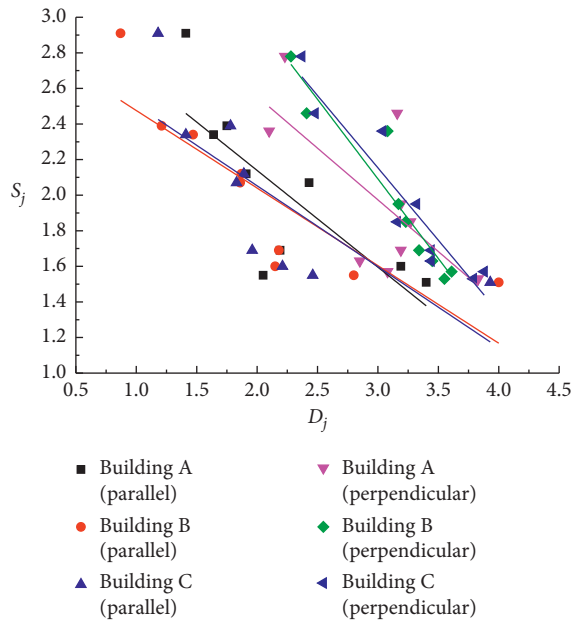 3.0
2.8
2.6
2.4
2.2
2.0
1.8
1.6
1.4
1.2
1.0
S_j
0.5 1.0 1.5 2.0 2.5 3.0 3.5 4.0 4.5
D_j
Building A
(parallel)
Building A
(perpendicular)
Building B
(parallel)
Building B
(perpendicular)
Building C
(parallel)
Building C
(perpendicular)